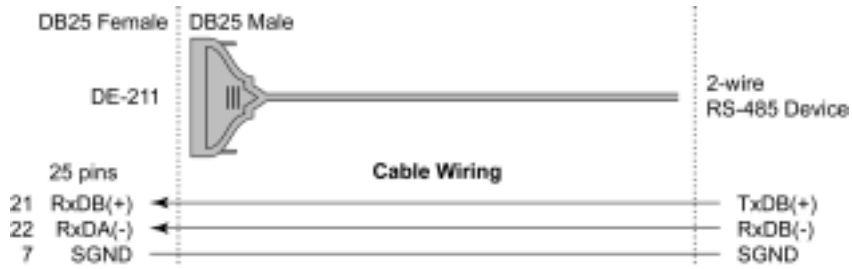 DB25 Female DB25 Male
DE-211
2-wire
RS-485 Device
25 pins Cable Wiring
21 RxDB(+) TxDB(+)
22 RxDA(-) RxDB(-)
7 SGND SGND